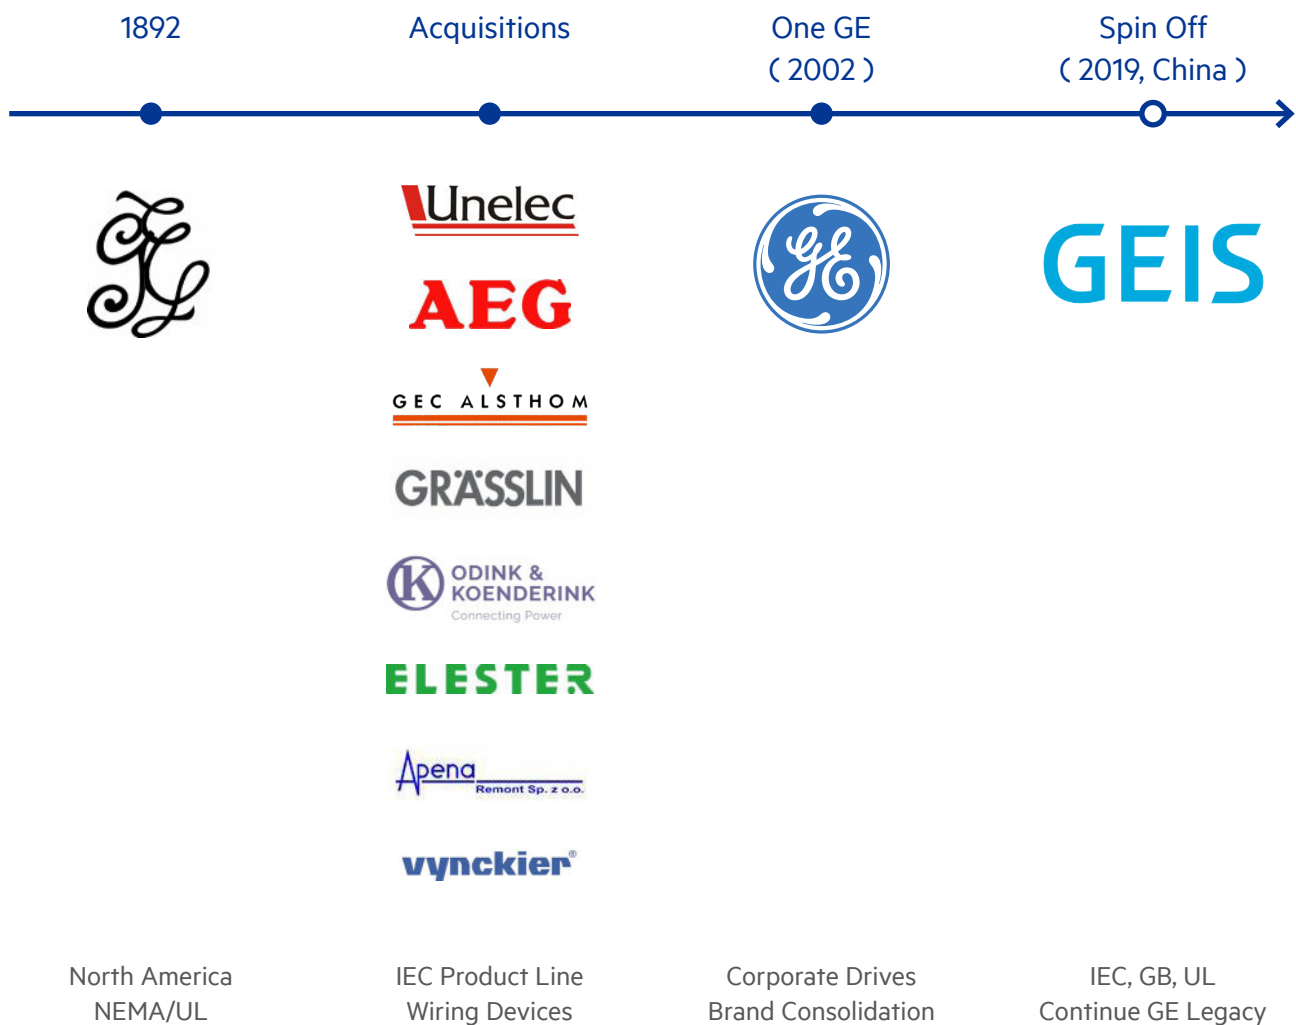 1892
Acquisitions
One GE
( 2002 )
Spin Off
( 2019, China )
GE
Unelec
AEG
GEC ALSTHOM
GRÄSSLIN
K ODINK &
KOENDERINK
Connecting Power
ELESTER
Apena
Remont Sp. z o.o.
vynckier®
GE
GEIS
North America
NEMA/UL
IEC Product Line
Wiring Devices
Corporate Drives
Brand Consolidation
IEC, GB, UL
Continue GE Legacy